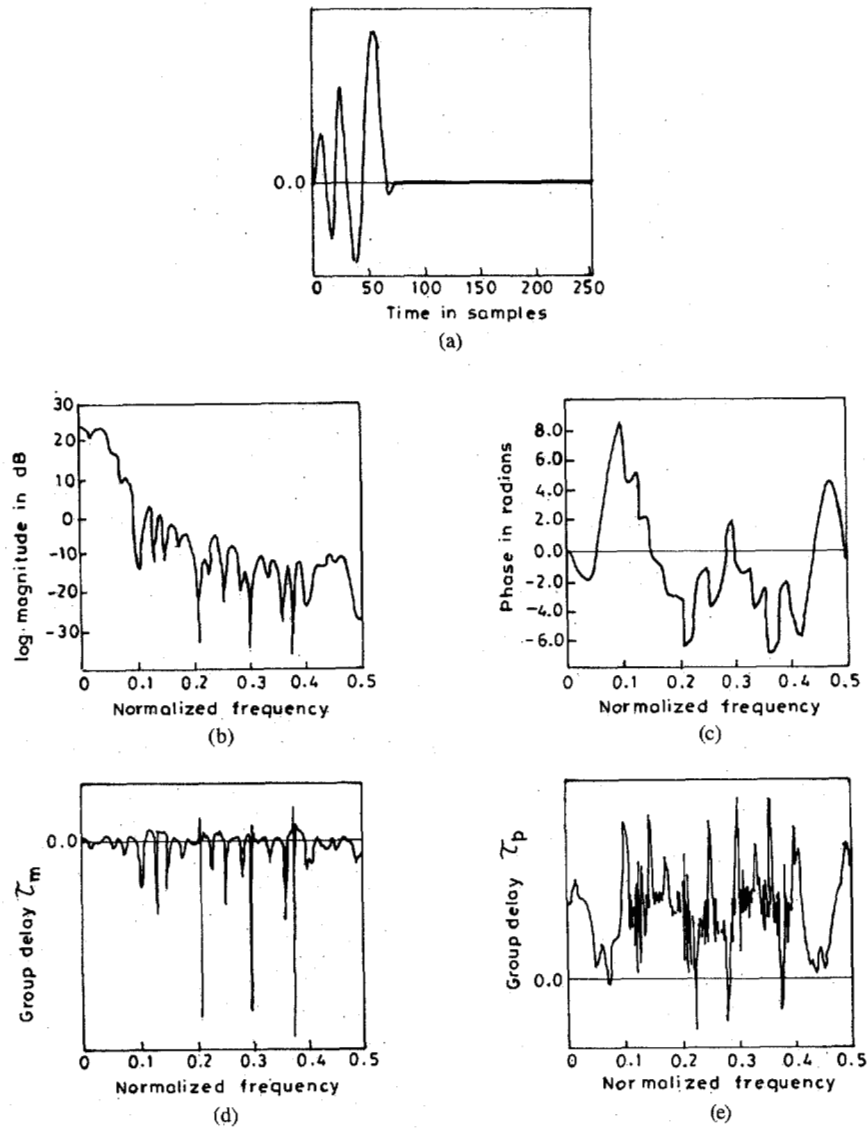 0.0
0 50 100 150 200 250
Time in samples
(a)
30
20
10
0
-10
-20
-30
log. magnitude in dB
0 0.1 0.2 0.3 0.4 0.5
Normalized frequency
(b)
8.0
6.0
4.0
2.0
0.0
-2.0
-4.0
-6.0
Phase in radians
0 0.1 0.2 0.3 0.4 0.5
Normalized frequency
(c)
0.0
Group delay τm
0 0.1 0.2 0.3 0.4 0.5
Normalized frequency
(d)
0.0
Group delay τp
0 0.1 0.2 0.3 0.4 0.5
Normalized frequency
(e)